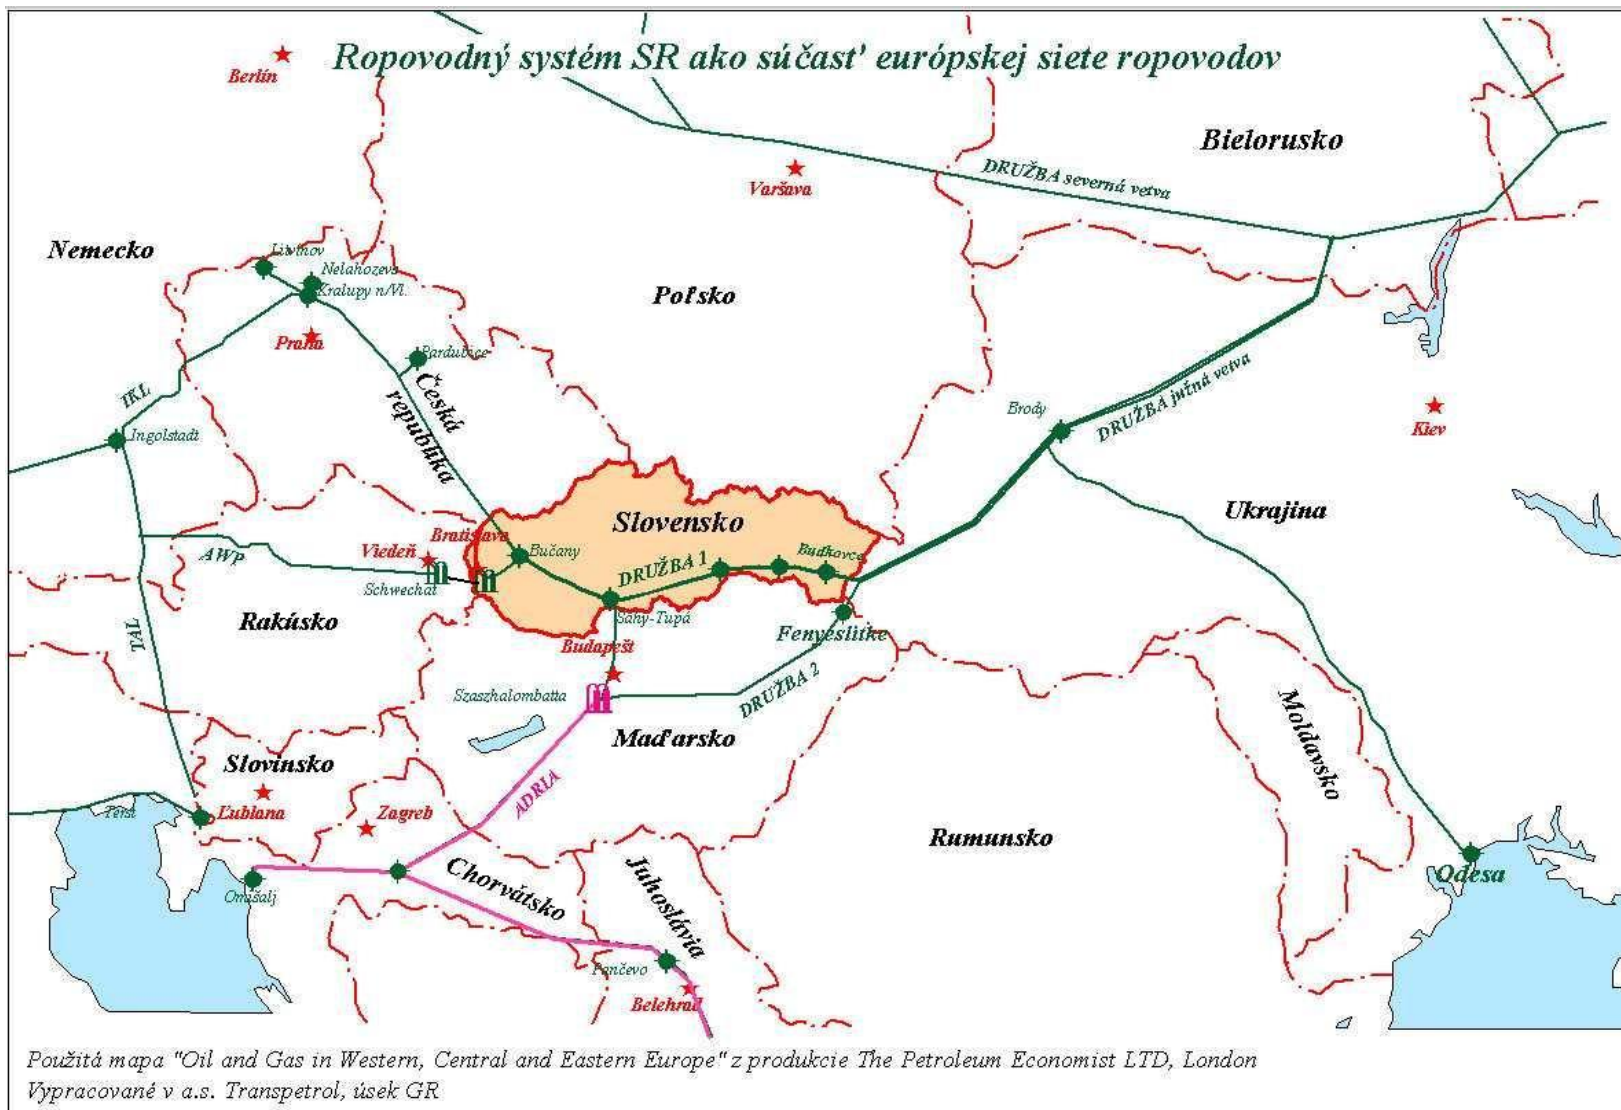 Ropovodný systém SR ako súčasť európskej siete ropovodov
Berlín
Bielorusko
Varšava
DRUŽBA severná vetva
Nemecko
Litvínov
Nelahozeves
Kralupy n/Vl.
Poľsko
Praha
Pardubice
Česká
republika
IKL
Ingolstadt
Brody
DRUŽBA južná vetva
Kiev
Ukrajina
Slovensko
Bratislava
Viedeň
AWP
Schwechat
Bučany
DRUŽBA 1
Budkovce
Šahy-Tupá
Rakúsko
TAL
Fenyeslitke
Budapešt
Szaszhalombatta
DRUŽBA 2
Maďarsko
Moldavsko
Slovinsko
ADRIA
Terst
Ľublana
Zagreb
Rumunsko
Odesa
Omišalj
Chorvátsko
Juhoslávia
Pančevo
Belehrad
Použitá mapa "Oil and Gas in Western, Central and Eastern Europe" z produkcie The Petroleum Economist LTD, London
Vypracované v a.s. Transpetrol, úsek GR